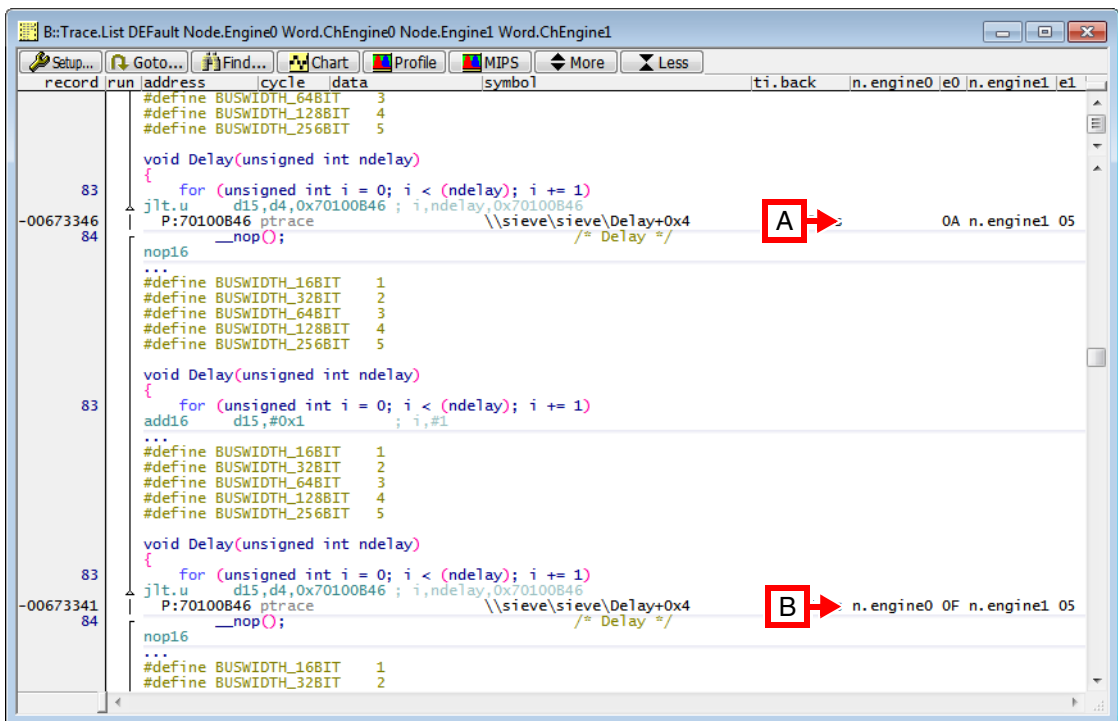 B::Trace.List DEFault Node.Engine0 Word.ChEngine0 Node.Engine1 Word.ChEngine1
Setup... Goto... Find... Chart Profile MIPS More Less
record run address cycle data symbol ti.back n.engine0 e0 n.engine1 e1
#define BUSWIDTH_64BIT 3
#define BUSWIDTH_128BIT 4
#define BUSWIDTH_256BIT 5
void Delay(unsigned int ndelay)
{
83 for (unsigned int i = 0; i < (ndelay); i += 1)
jlt.u d15,d4,0x70100B46 ; i,ndelay,0x70100B46
-00673346 P:70100B46 ptrace \\sieve\sieve\Delay+0x4 A 0A n.engine1 05
84 __nop(); /* Delay */
nop16
...
#define BUSWIDTH_16BIT 1
#define BUSWIDTH_32BIT 2
#define BUSWIDTH_64BIT 3
#define BUSWIDTH_128BIT 4
#define BUSWIDTH_256BIT 5
void Delay(unsigned int ndelay)
{
83 for (unsigned int i = 0; i < (ndelay); i += 1)
add16 d15,#0x1 ; i,#1
...
#define BUSWIDTH_16BIT 1
#define BUSWIDTH_32BIT 2
#define BUSWIDTH_64BIT 3
#define BUSWIDTH_128BIT 4
#define BUSWIDTH_256BIT 5
void Delay(unsigned int ndelay)
{
83 for (unsigned int i = 0; i < (ndelay); i += 1)
jlt.u d15,d4,0x70100B46 ; i,ndelay,0x70100B46
-00673341 P:70100B46 ptrace \\sieve\sieve\Delay+0x4 B n.engine0 0F n.engine1 05
84 __nop(); /* Delay */
nop16
...
#define BUSWIDTH_16BIT 1
#define BUSWIDTH_32BIT 2